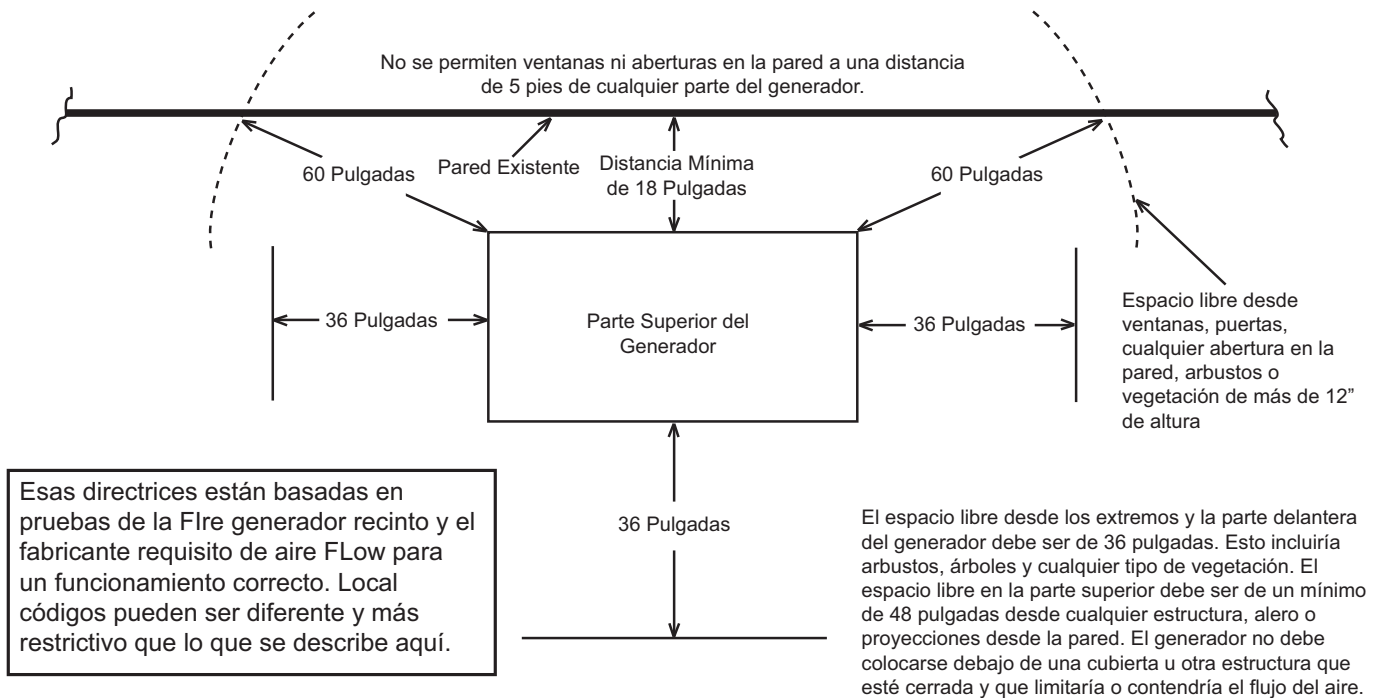 No se permiten ventanas ni aberturas en la pared a una distancia
de 5 pies de cualquier parte del generador.
60 Pulgadas
Pared Existente
Distancia Mínima
de 18 Pulgadas
60 Pulgadas
36 Pulgadas
Parte Superior del
Generador
36 Pulgadas
Espacio libre desde
ventanas, puertas,
cualquier abertura en la
pared, arbustos o
vegetación de más de 12”
de altura
Esas directrices están basadas en
pruebas de la FIre generador recinto y el
fabricante requisito de aire FLow para
un funcionamiento correcto. Local
códigos pueden ser diferente y más
restrictivo que lo que se describe aquí.
36 Pulgadas
El espacio libre desde los extremos y la parte delantera
del generador debe ser de 36 pulgadas. Esto incluiría
arbustos, árboles y cualquier tipo de vegetación. El
espacio libre en la parte superior debe ser de un mínimo
de 48 pulgadas desde cualquier estructura, alero o
proyecciones desde la pared. El generador no debe
colocarse debajo de una cubierta u otra estructura que
esté cerrada y que limitaría o contendría el flujo del aire.